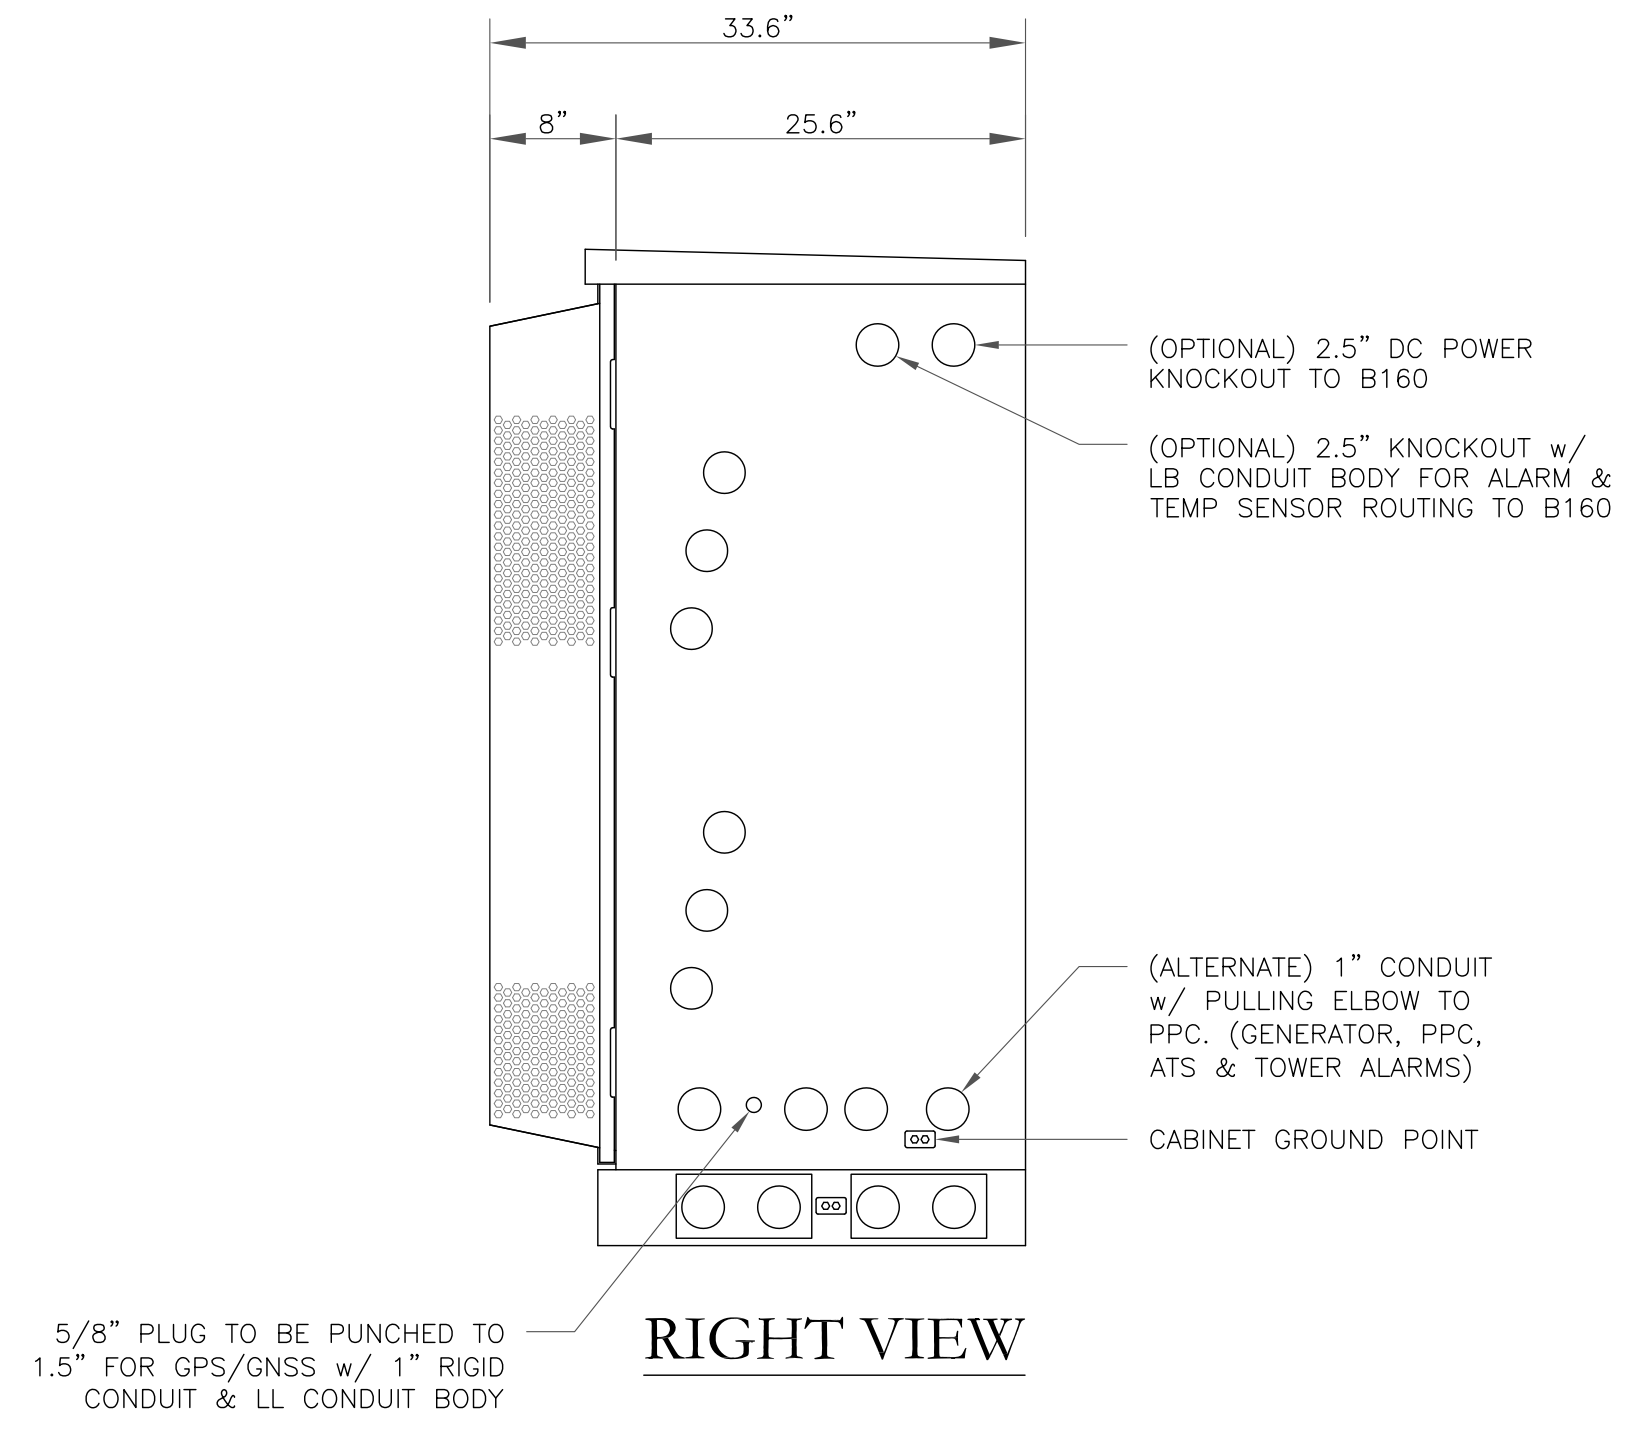 33.6”
8”
25.6”
(OPTIONAL) 2.5” DC POWER
KNOCKOUT TO B160
(OPTIONAL) 2.5” KNOCKOUT w/
LB CONDUIT BODY FOR ALARM &
TEMP SENSOR ROUTING TO B160
(ALTERNATE) 1” CONDUIT
w/ PULLING ELBOW TO
PPC. (GENERATOR, PPC,
ATS & TOWER ALARMS)
CABINET GROUND POINT
5/8” PLUG TO BE PUNCHED TO
1.5” FOR GPS/GNSS w/ 1” RIGID
CONDUIT & LL CONDUIT BODY
RIGHT VIEW